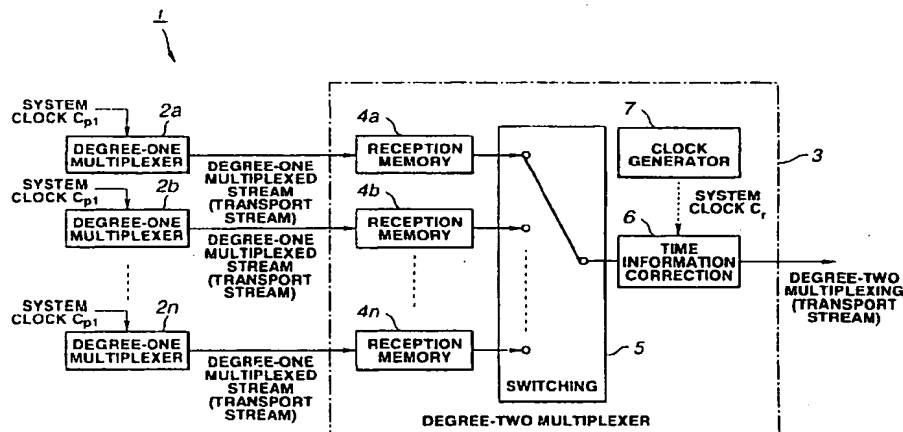 1
SYSTEM
CLOCK Cp1
2a
DEGREE-ONE
MULTIPLEXER
DEGREE-ONE
MULTIPLEXED
STREAM
(TRANSPORT
STREAM)
4a
RECEPTION
MEMORY
7
CLOCK
GENERATOR
3
SYSTEM
CLOCK Cp1
2b
DEGREE-ONE
MULTIPLEXER
DEGREE-ONE
MULTIPLEXED
STREAM
(TRANSPORT
STREAM)
4b
RECEPTION
MEMORY
SYSTEM
CLOCK Cr
6
TIME
INFORMATION
CORRECTION
DEGREE-TWO
MULTIPLEXING
(TRANSPORT
STREAM)
SYSTEM
CLOCK Cp1
2n
DEGREE-ONE
MULTIPLEXER
DEGREE-ONE
MULTIPLEXED
STREAM
(TRANSPORT
STREAM)
4n
RECEPTION
MEMORY
5
SWITCHING
DEGREE-TWO MULTIPLEXER